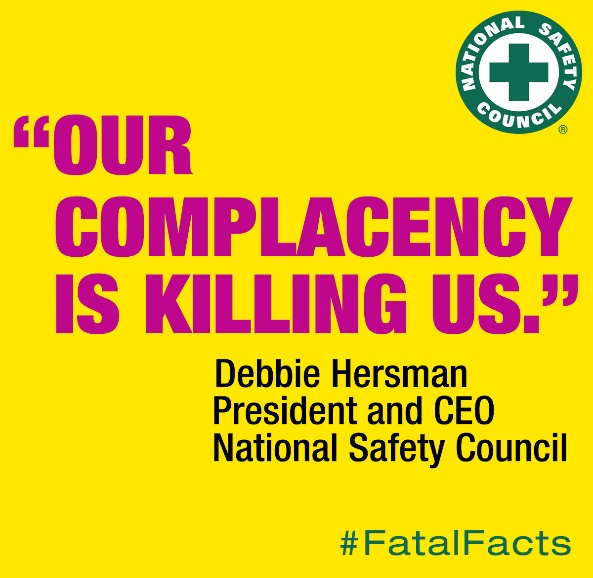 NATIONAL SAFETY
COUNCIL
®
“OUR
COMPLACENCY
IS KILLING US.”
Debbie Hersman
President and CEO
National Safety Council
#FatalFacts